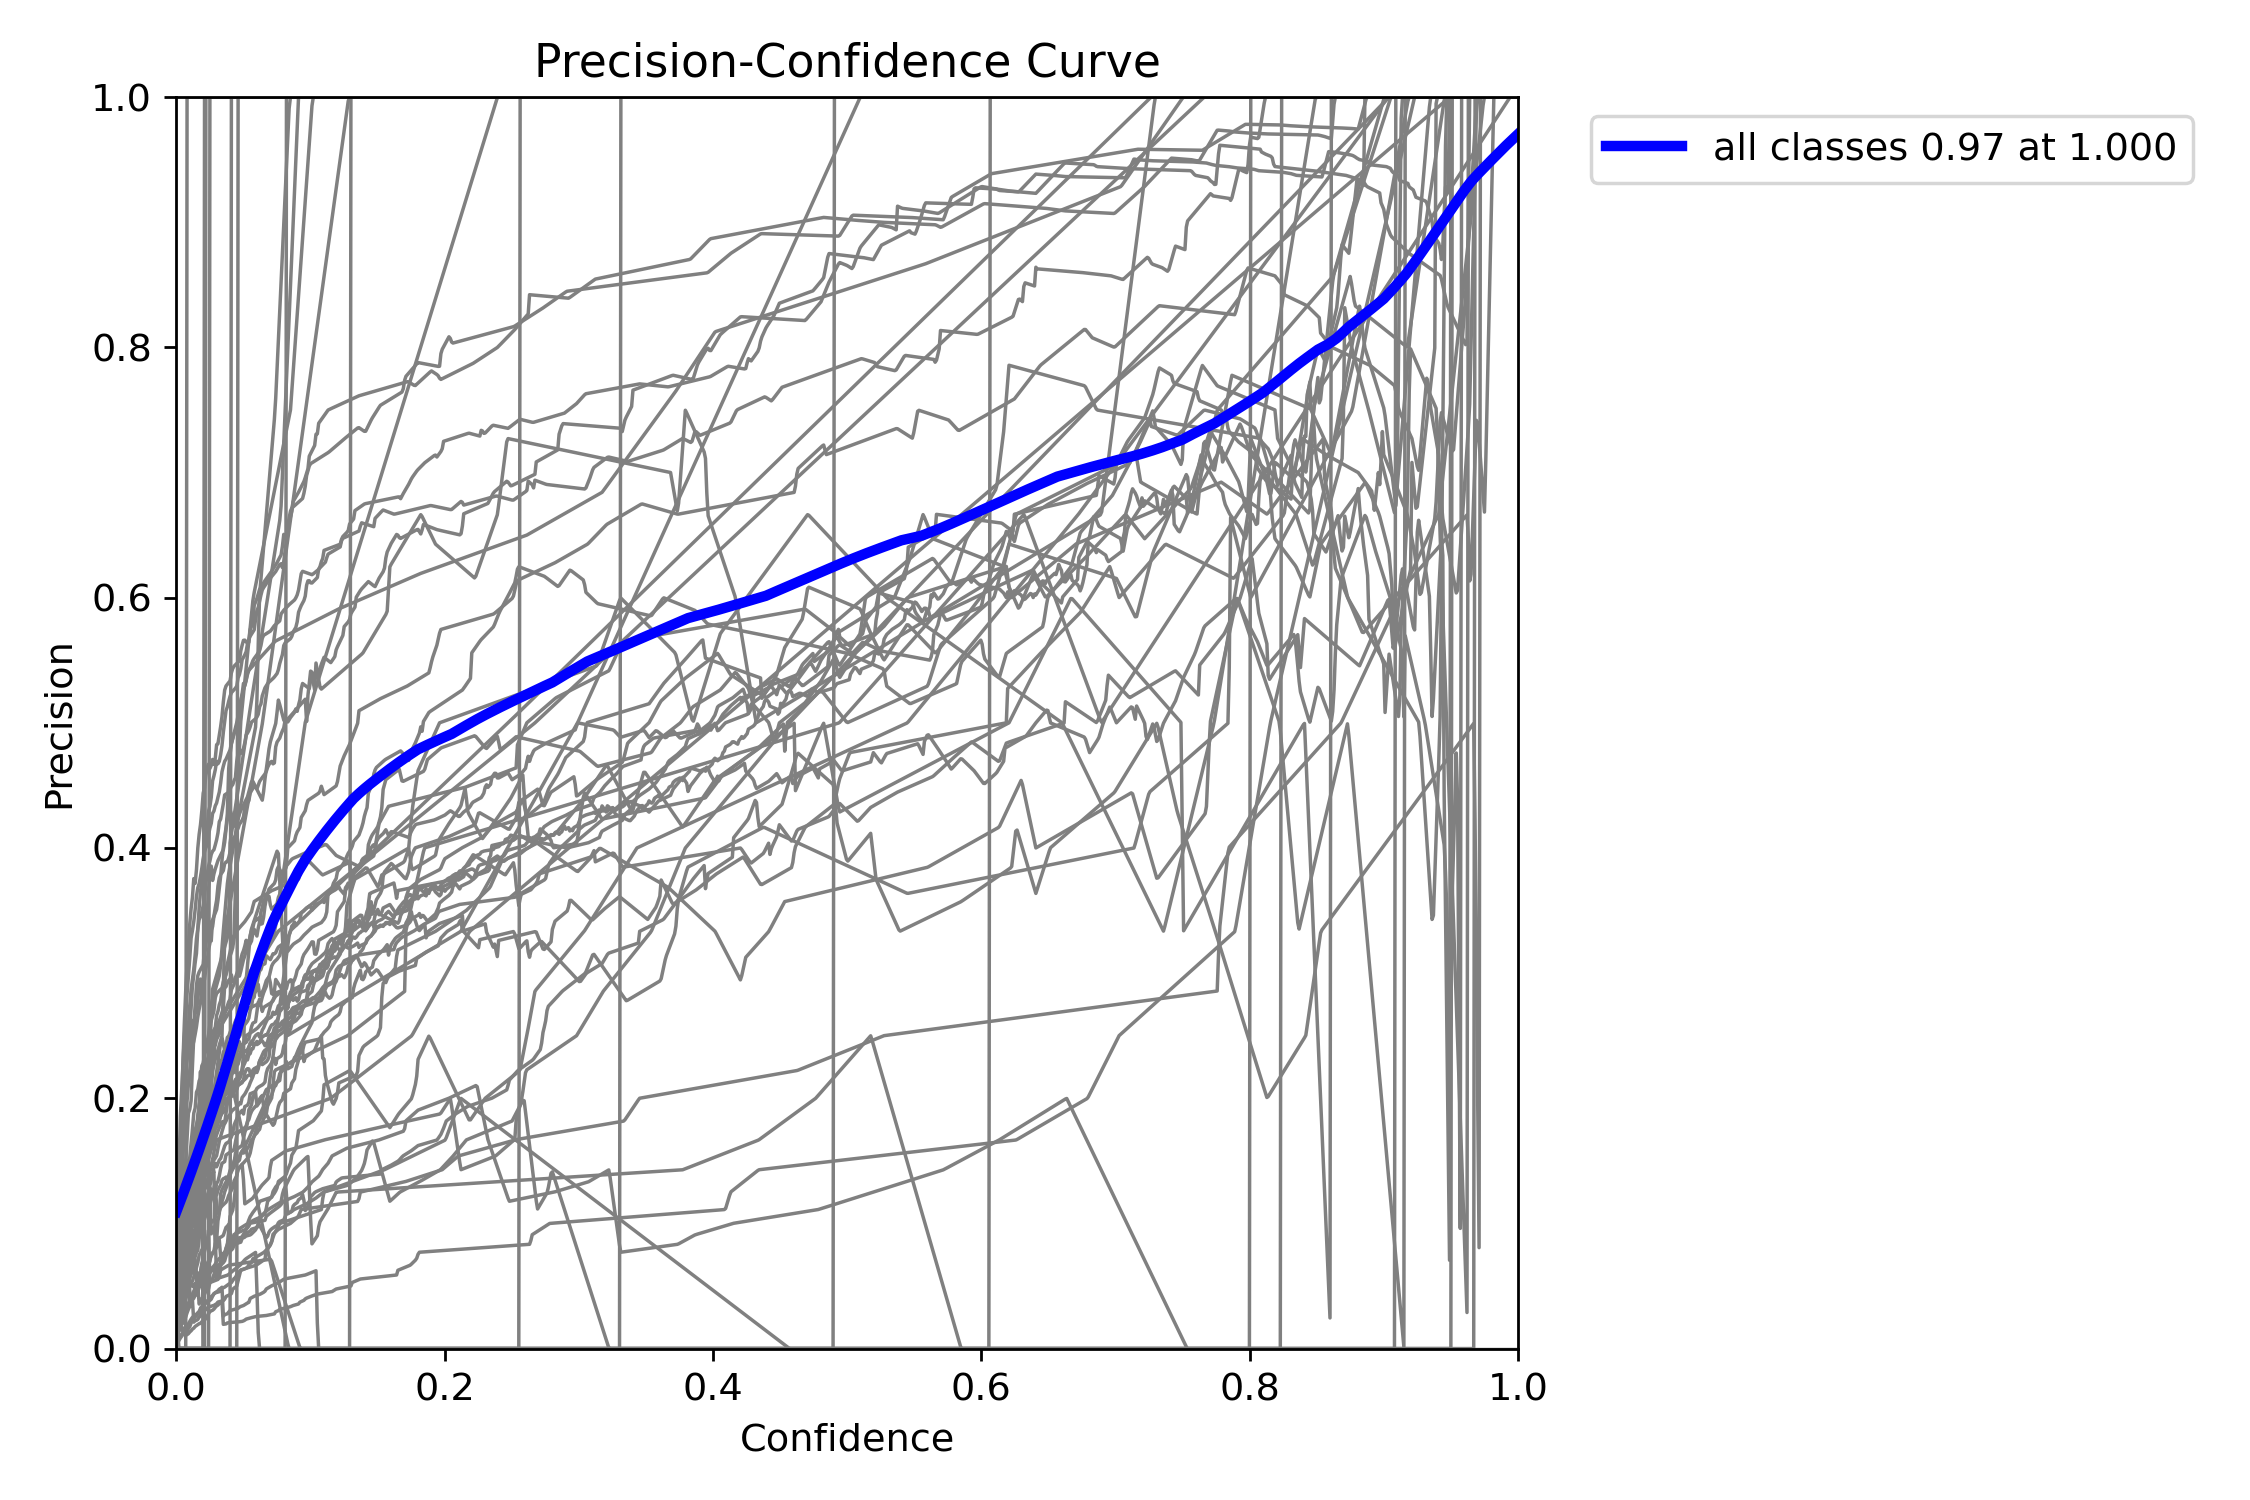 Precision-Confidence Curve
all classes 0.97 at 1.000
Precision
1.0
0.8
0.6
0.4
0.2
0.0
0.0 0.2 0.4 0.6 0.8 1.0
Confidence